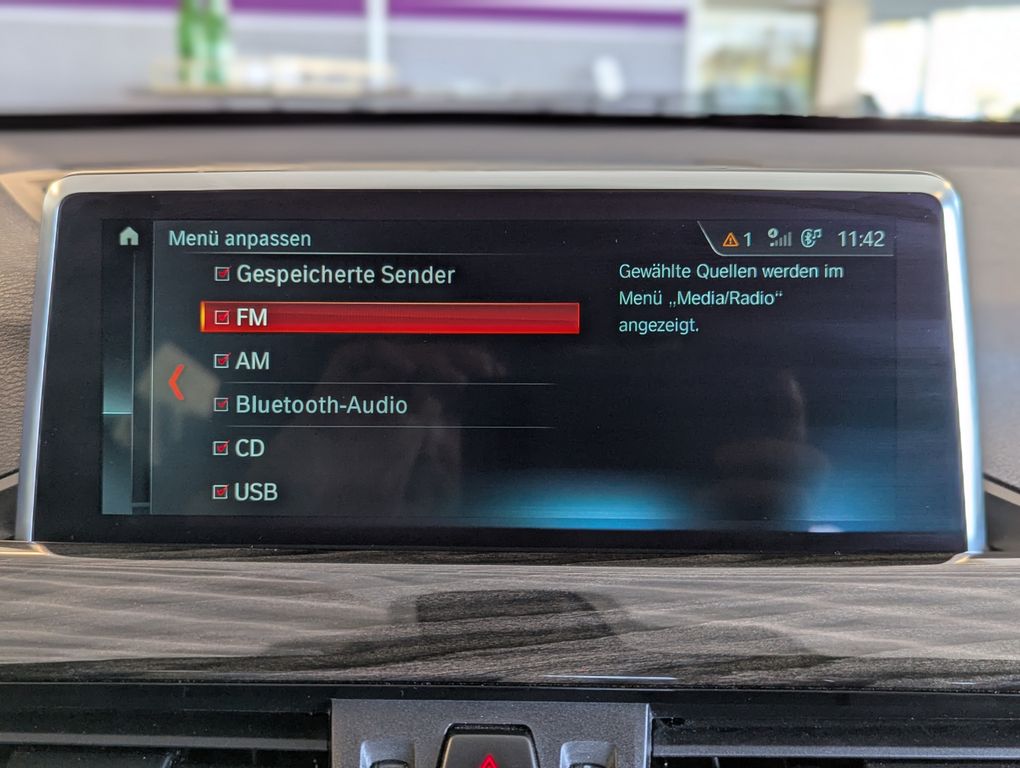 Menü anpassen
1
11:42
Gespeicherte Sender
FM
AM
Bluetooth-Audio
CD
USB
Gewählte Quellen werden im
Menü „Media/Radio“
angezeigt.